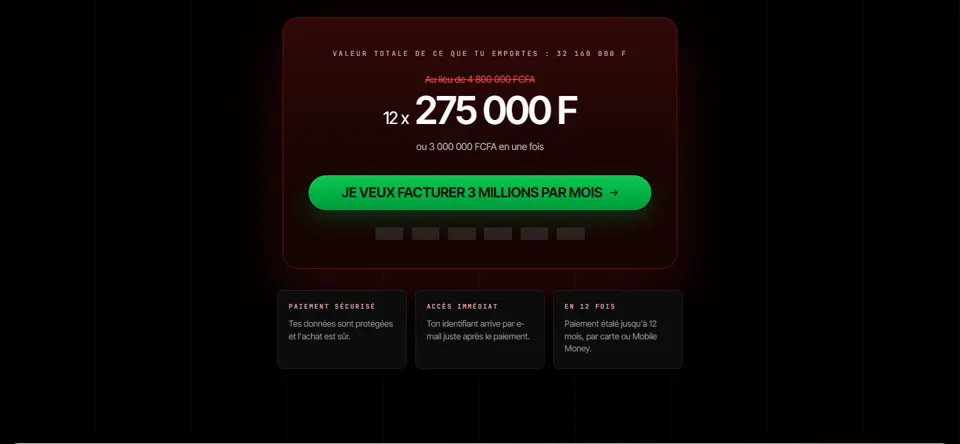 VALEUR TOTALE DE CE QUE TU EMPORTES : 32 160 000 F
Au lieu de 4 800 000 FCFA
12 x 275 000 F
ou 3 000 000 FCFA en une fois
JE VEUX FACTURER 3 MILLIONS PAR MOIS →
PAIEMENT SÉCURISÉ
Tes données sont protégées
et l'achat est sûr.
ACCÈS IMMÉDIAT
Ton identifiant arrive par e-
mail juste après le paiement.
EN 12 FOIS
Paiement étalé jusqu'à 12
mois, par carte ou Mobile
Money.